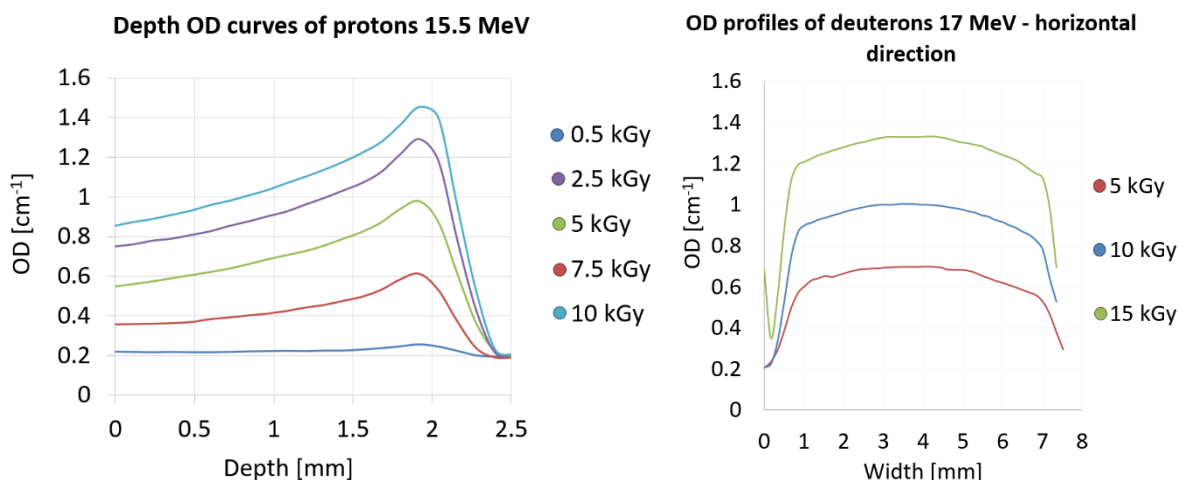 Depth OD curves of protons 15.5 MeV
OD [cm⁻¹]
1.6
1.4
1.2
1
0.8
0.6
0.4
0.2
0
0 0.5 1 1.5 2 2.5
Depth [mm]
0.5 kGy
2.5 kGy
5 kGy
7.5 kGy
10 kGy
OD profiles of deuterons 17 MeV - horizontal
direction
OD [cm⁻¹]
1.6
1.4
1.2
1
0.8
0.6
0.4
0.2
0
0 1 2 3 4 5 6 7 8
Width [mm]
5 kGy
10 kGy
15 kGy